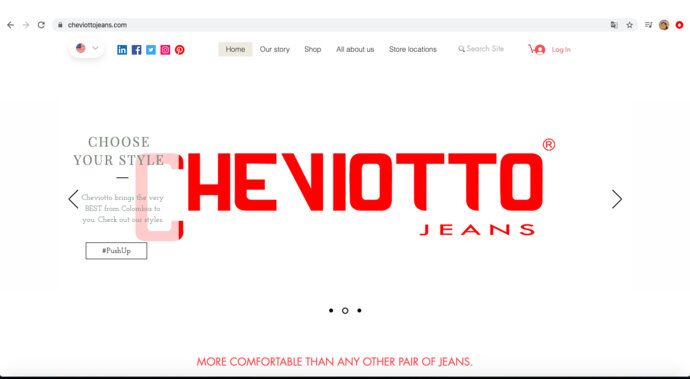 cheviottojeans.com
Home Our story Shop All about us Store locations Search Site Log In
CHOOSE
YOUR STYLE
Cheviotto brings the very
BEST from Colombia to
you. Check out our styles.
#PushUp
CHEVIOTTO®
JEANS
MORE COMFORTABLE THAN ANY OTHER PAIR OF JEANS.